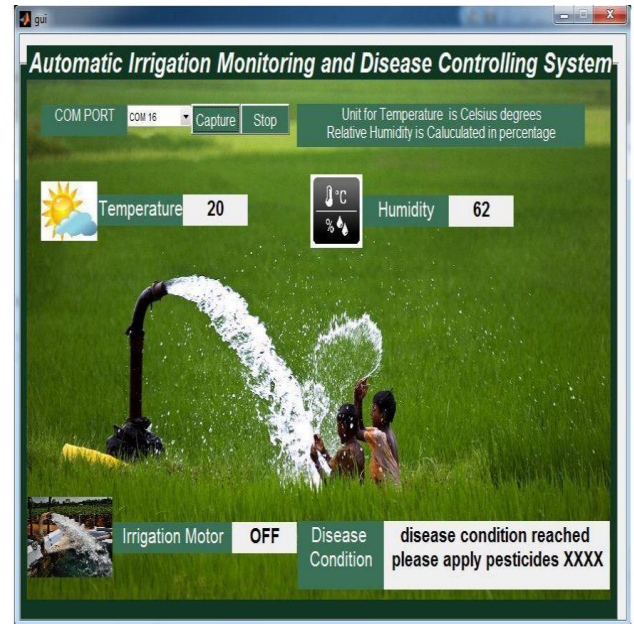 gui
Automatic Irrigation Monitoring and Disease Controlling System
COM PORT COM 16 Capture Stop
Unit for Temperature is Celsius degrees
Relative Humidity is Caluculated in percentage
Temperature 20
°C
%
Humidity 62
Irrigation Motor OFF
Disease
Condition
disease condition reached
please apply pesticides XXXX